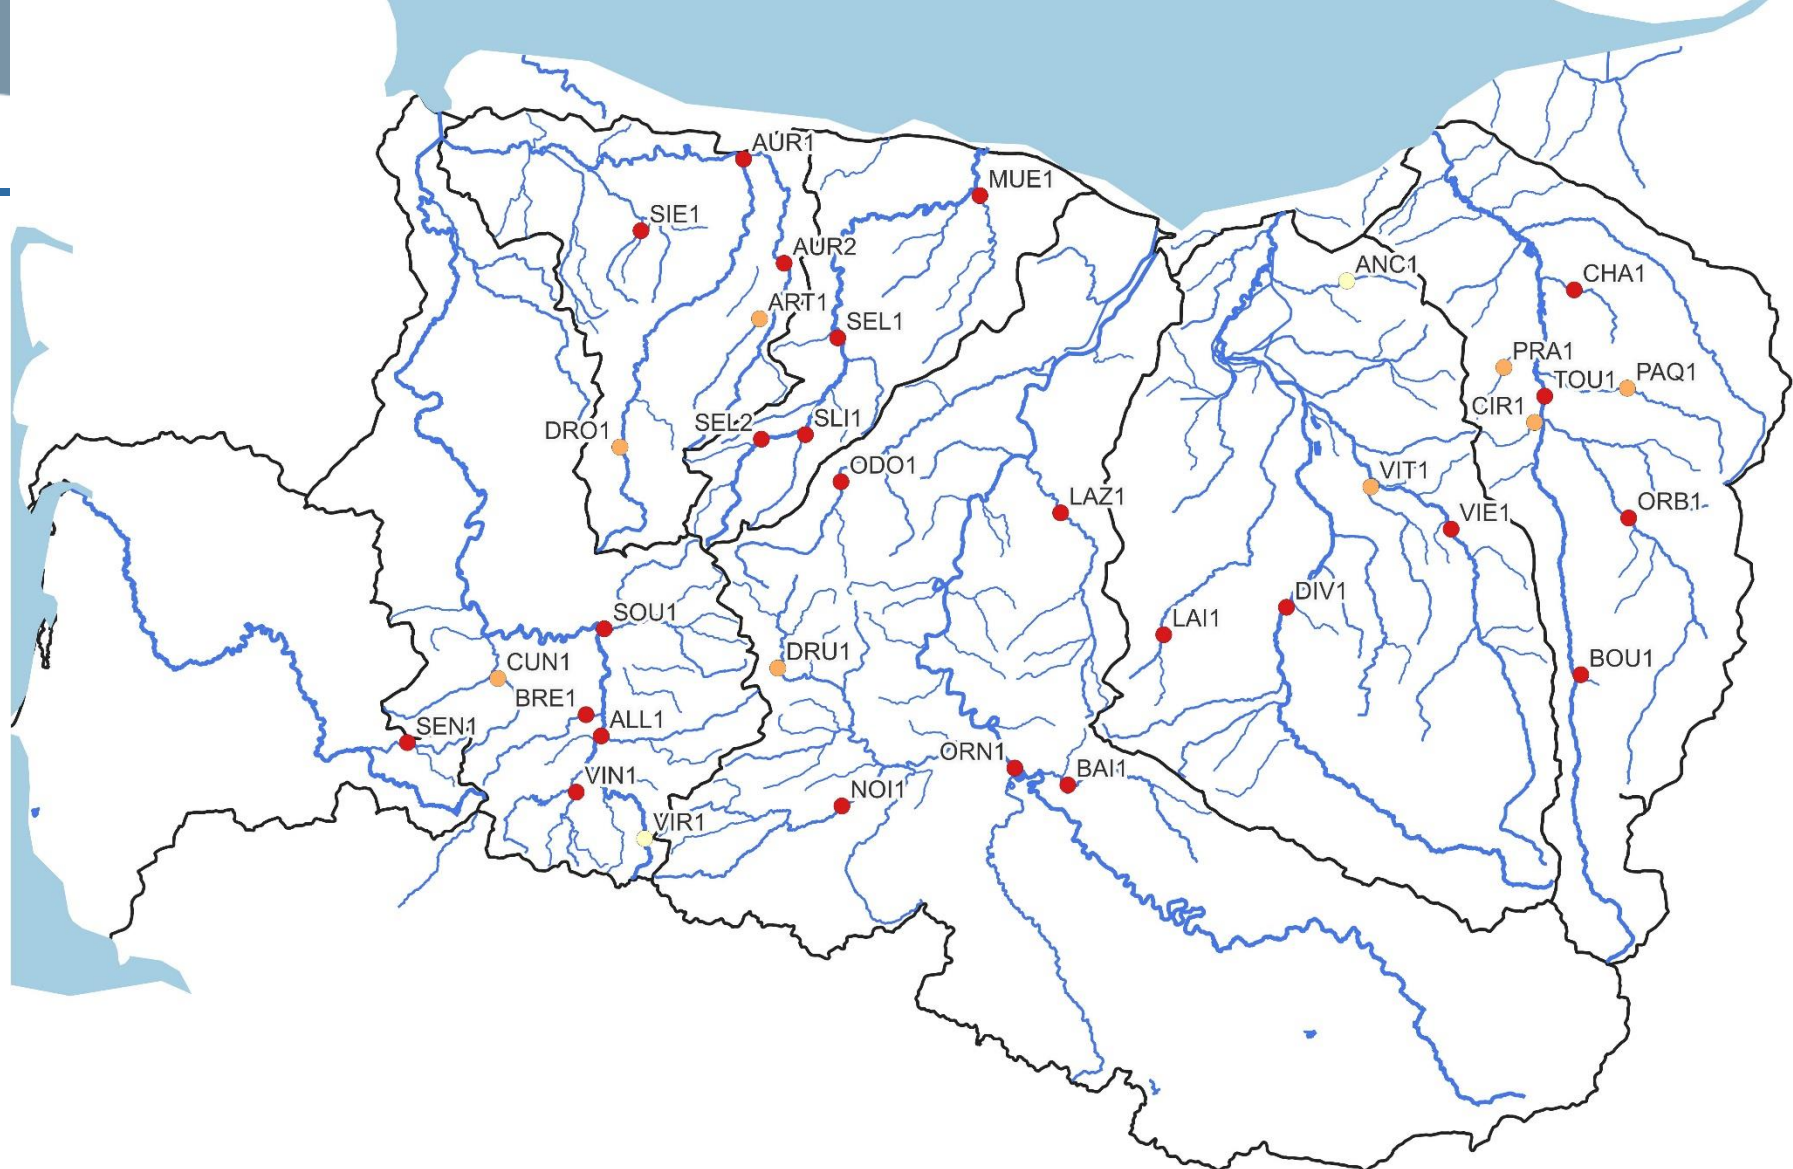 AUR1
MUE1
SIE1
AUR2
ANC1
CHA1
ART1
SEL1
PRA1
TOU1
PAQ1
CIR1
SEL2
SLI1
DRO1
ODO1
VIT1
LAZ1
VIE1
ORB1
DIV1
SOU1
LAI1
CUN1
DRU1
BOU1
BRE1
ALL1
SEN1
ORN1
BAI1
VIN1
NOI1
VIR1